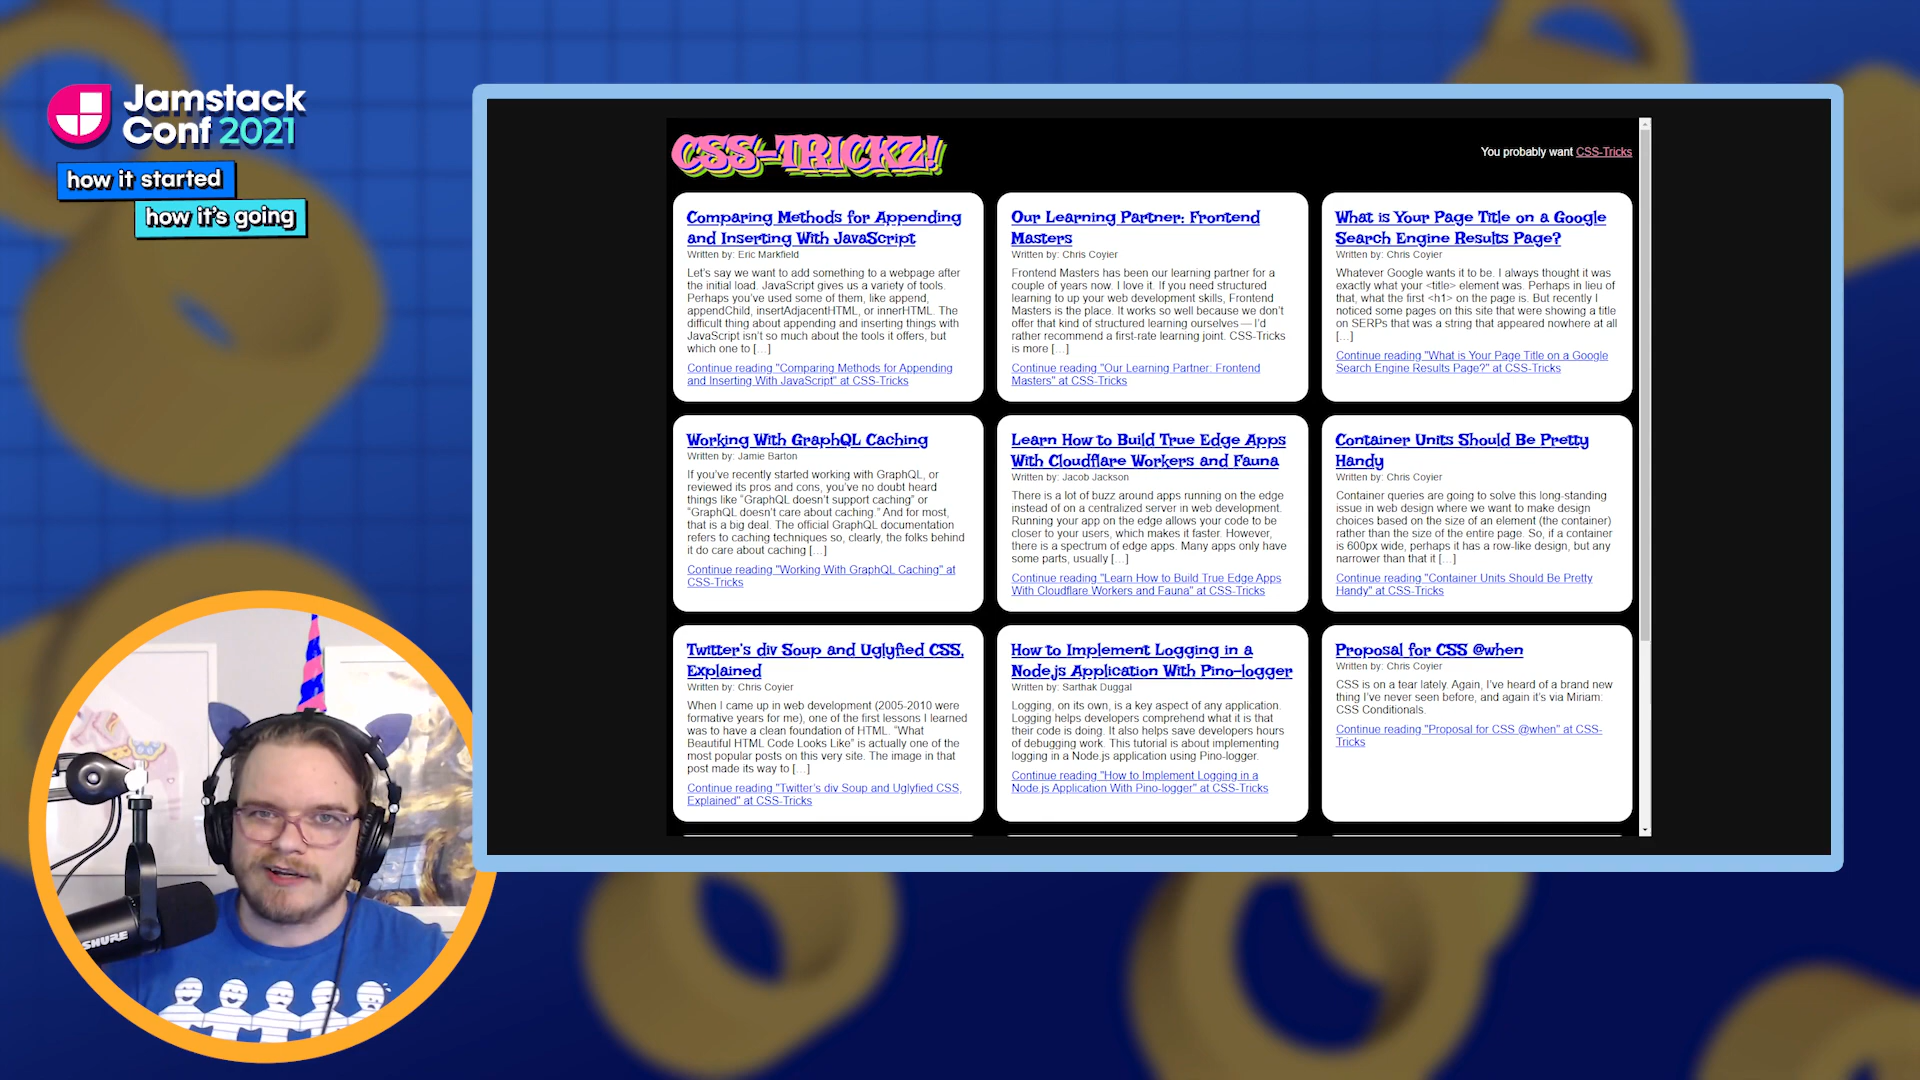 Jamstack
Conf 2021
how it started
how it's going
CSS-TRICKZ!
You probably want CSS-Tricks
Comparing Methods for Appending
and Inserting With JavaScript
Written by: Eric Markfield
Let's say we want to add something to a webpage after
the initial load. JavaScript gives us a variety of tools.
Perhaps you've used some of them, like append,
appendChild, insertAdjacentHTML, or innerHTML. The
difficult thing about appending and inserting things with
JavaScript isn't so much about the tools it offers, but
which one to […]
Continue reading "Comparing Methods for Appending
and Inserting With JavaScript" at CSS-Tricks
Our Learning Partner: Frontend
Masters
Written by: Chris Coyier
Frontend Masters has been our learning partner for a
couple of years now. I love it. If you need structured
learning to up your web development skills, Frontend
Masters is the place. It works so well because we don't
offer that kind of structured learning ourselves — I'd
rather recommend a first-rate learning joint. CSS-Tricks
is more […]
Continue reading "Our Learning Partner: Frontend
Masters" at CSS-Tricks
What is Your Page Title on a Google
Search Engine Results Page?
Written by: Chris Coyier
Whatever Google wants it to be. I always thought it was
exactly what your <title> element was. Perhaps in lieu of
that, what the first <h1> on the page is. But recently I
noticed some pages on this site that were showing a title
on SERPs that was a string that appeared nowhere at all
[…]
Continue reading "What is Your Page Title on a Google
Search Engine Results Page?" at CSS-Tricks
Working With GraphQL Caching
Written by: Jamie Barton
If you've recently started working with GraphQL, or
reviewed its pros and cons, you've no doubt heard
things like "GraphQL doesn't support caching" or
"GraphQL doesn't care about caching." And for most,
that is a big deal. The official GraphQL documentation
refers to caching techniques so, clearly, the folks behind
it do care about caching […]
Continue reading "Working With GraphQL Caching" at
CSS-Tricks
Learn How to Build True Edge Apps
With Cloudflare Workers and Fauna
Written by: Jacob Jackson
There is a lot of buzz around apps running on the edge
instead of on a centralized server in web development.
Running your app on the edge allows your code to be
closer to your users, which makes it faster. However,
there is a spectrum of edge apps. Many apps only have
some parts, usually […]
Continue reading "Learn How to Build True Edge Apps
With Cloudflare Workers and Fauna" at CSS-Tricks
Container Units Should Be Pretty
Handy
Written by: Chris Coyier
Container queries are going to solve this long-standing
issue in web design where we want to make design
choices based on the size of an element (the container)
rather than the size of the entire page. So, if a container
is 600px wide, perhaps it has a row-like design, but any
narrower than that it […]
Continue reading "Container Units Should Be Pretty
Handy" at CSS-Tricks
Twitter's div Soup and Uglyfied CSS,
Explained
Written by: Chris Coyier
When I came up in web development (2005-2010 were
formative years for me), one of the first lessons I learned
was to have a clean foundation of HTML. "What
Beautiful HTML Code Looks Like" is actually one of the
most popular posts on this very site. The image in that
post made its way to […]
Continue reading "Twitter's div Soup and Uglyfied CSS,
Explained" at CSS-Tricks
How to Implement Logging in a
Node.js Application With Pino-logger
Written by: Sarthak Duggal
Logging, on its own, is a key aspect of any application.
Logging helps developers comprehend what it is that
their code is doing. It also helps save developers hours
of debugging work. This tutorial is about implementing
logging in a Node.js application using Pino-logger.
Continue reading "How to Implement Logging in a
Node.js Application With Pino-logger" at CSS-Tricks
Proposal for CSS @when
Written by: Chris Coyier
CSS is on a tear lately. Again, I've heard of a brand new
thing I've never seen before, and again it's via Miriam:
CSS Conditionals.
Continue reading "Proposal for CSS @when" at CSS-
Tricks
SHURE